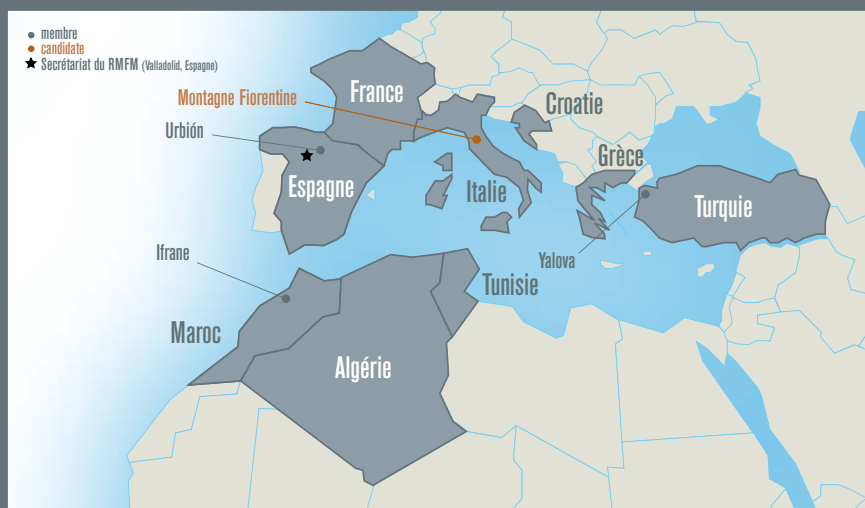 membre
candidate
Secrétariat du RMFM (Valladolid, Espagne)
France
Montagne Fiorentine
Croatie
Urbión
Grèce
Espagne
Italie
Turquie
Ifrane
Yalova
Tunisie
Maroc
Algérie